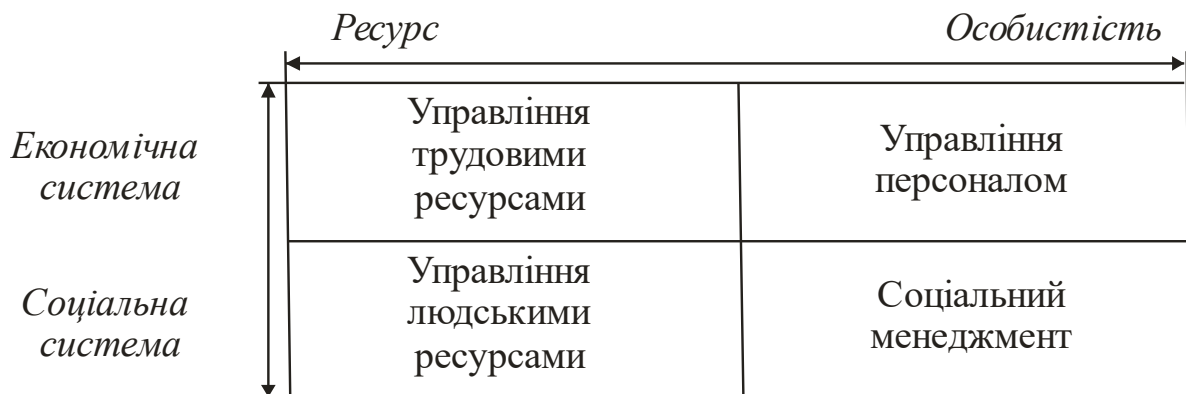 Ресурс Особистість
Управління
трудовими
ресурсами
Управління
персоналом
Економічна
система
Управління
людськими
ресурсами
Соціальний
менеджмент
Соціальна
система